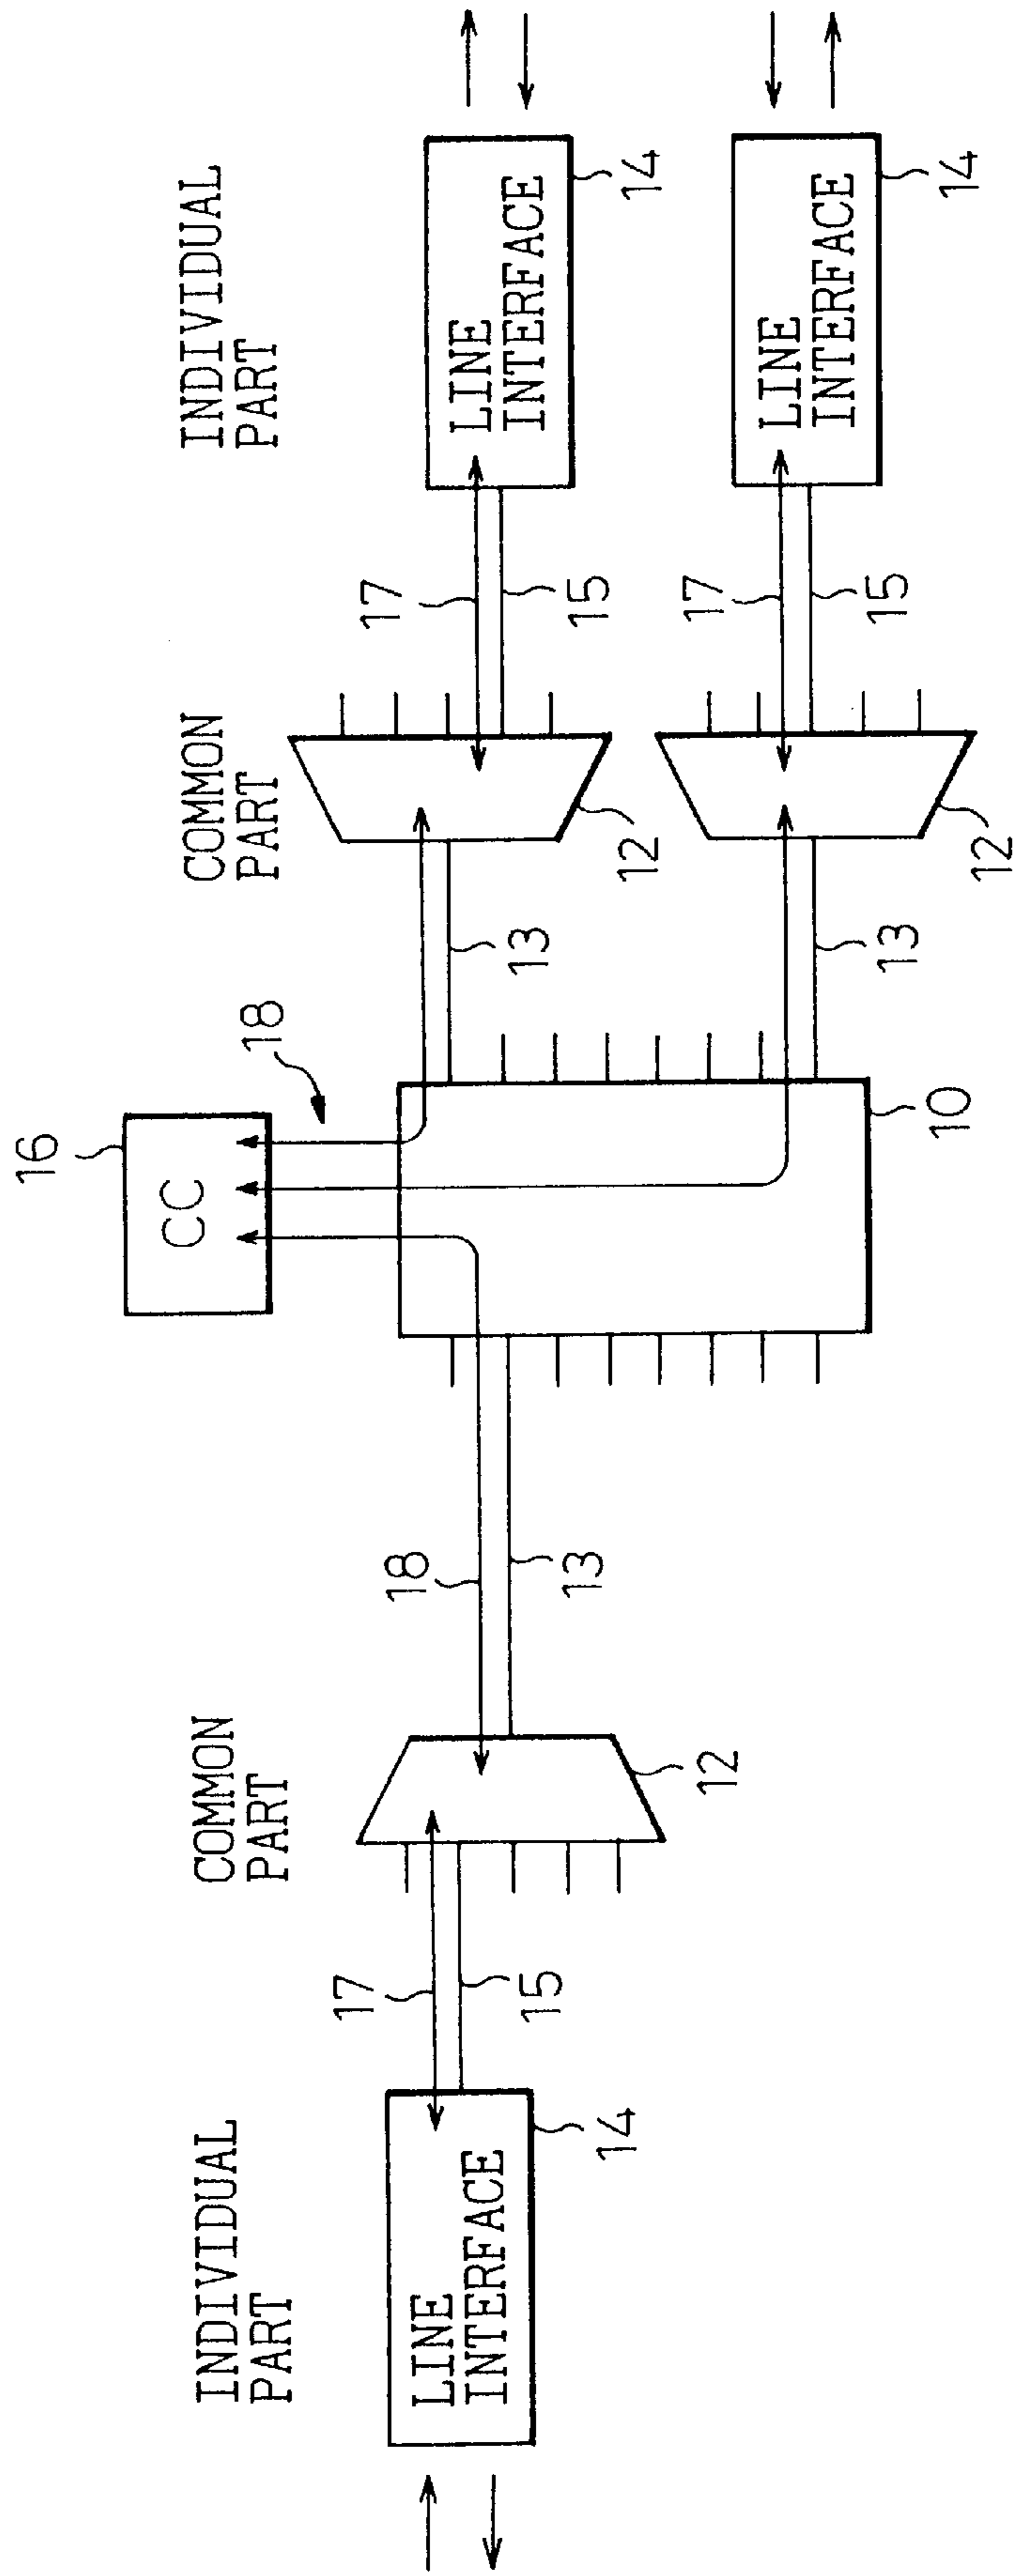 16
CC
INDIVIDUAL
PART
COMMON
PART
COMMON
PART
INDIVIDUAL
PART
18
17
18
17
LINE
INTERFACE
15
13
13
15
LINE
INTERFACE
14
12
12
14
17
LINE
INTERFACE
13
15
10
12
14